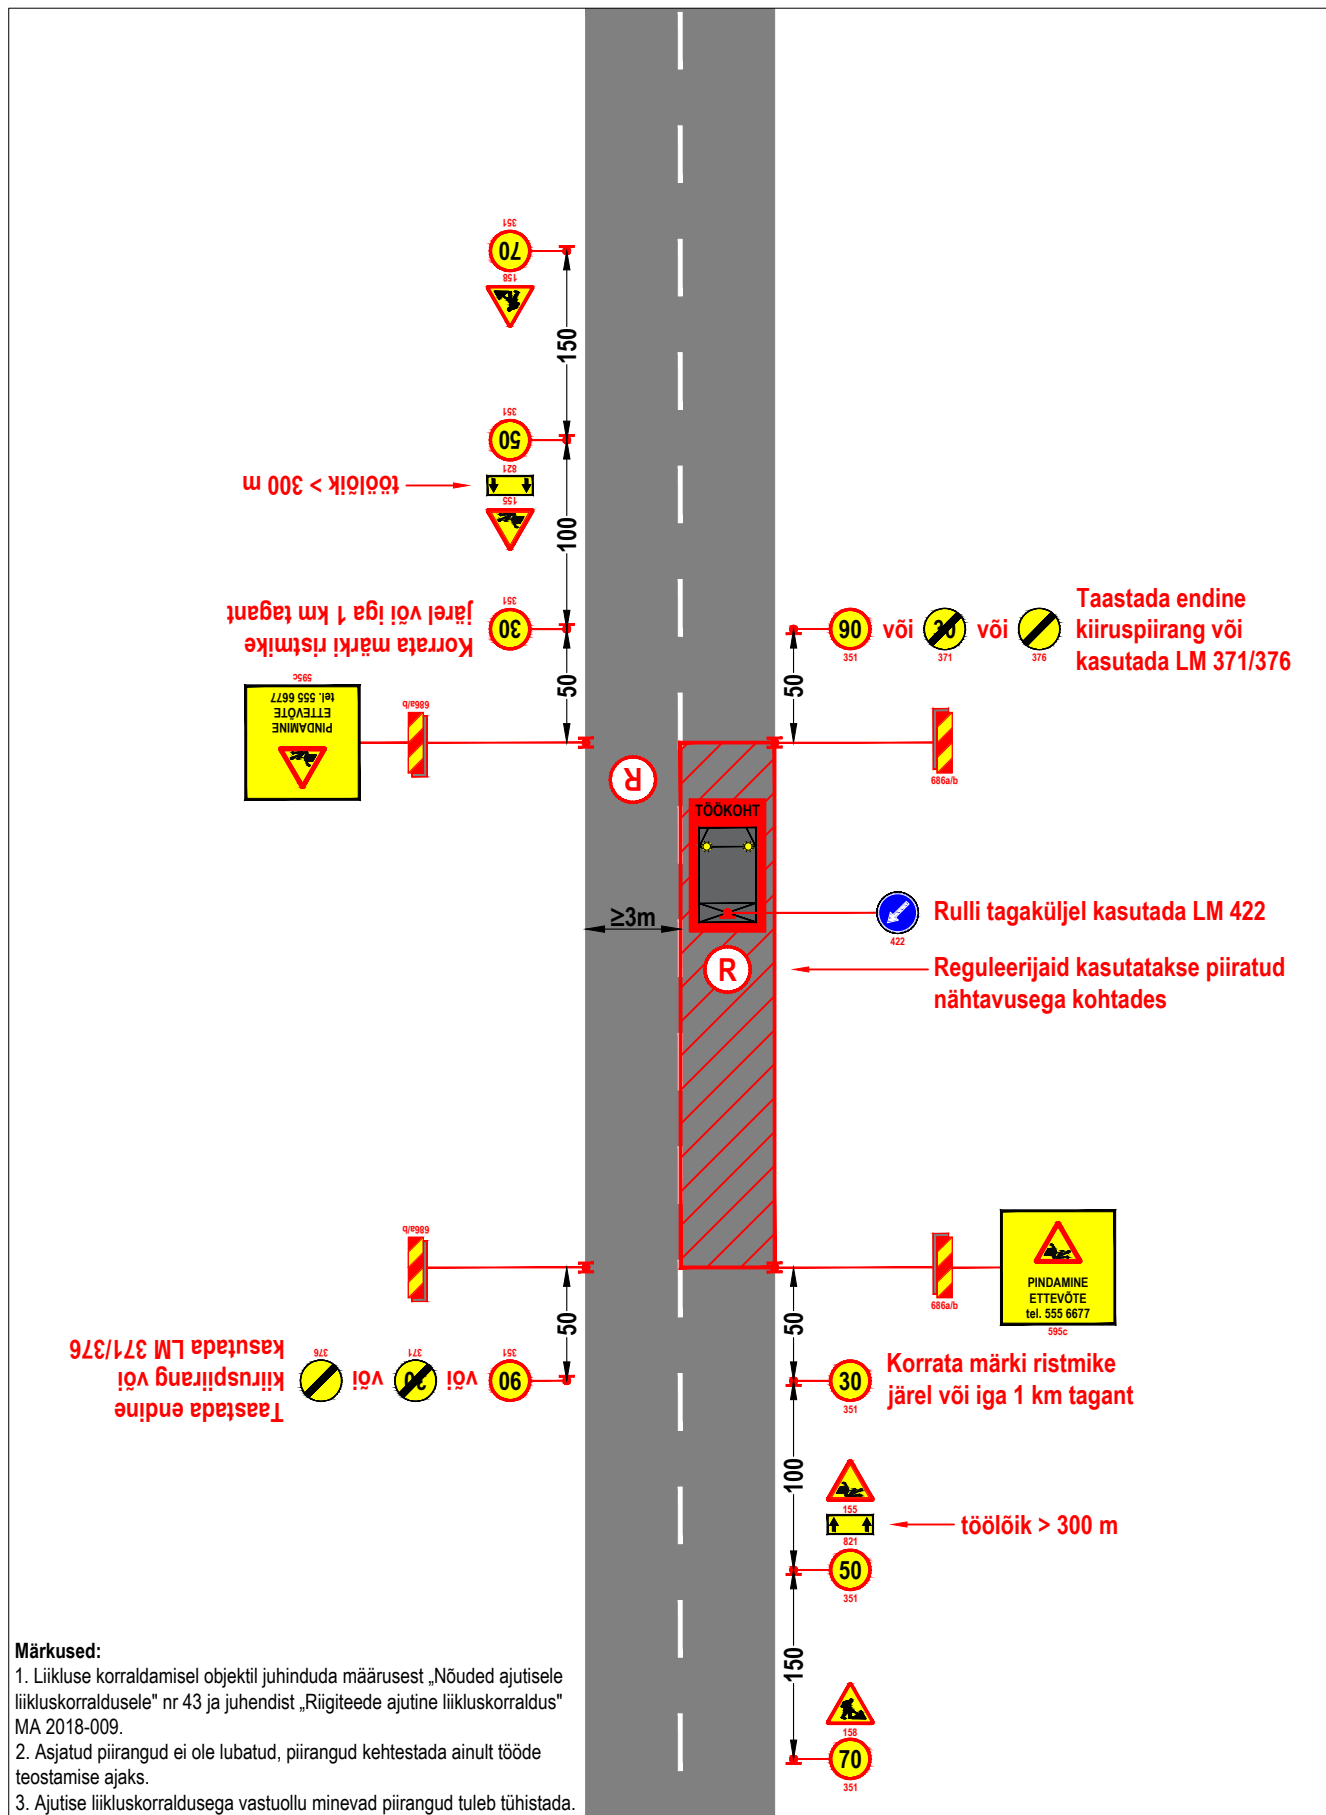 351
70
158
150
351
50
821
töölõik > 300 m
155
100
351
30
Korrata märki ristmike
järel või iga 1 km tagant
50
595c
PINDAMINE
ETTEVÕTE
tel. 555 6677
686a/b
R
90 või 30 või
351
371
376
Taastada endine
kiiruspiirang või
kasutada LM 371/376
50
686a/b
TÖÖKOHT
≥3m
422
Rulli tagaküljel kasutada LM 422
R
Reguleerijaid kasutatakse piiratud
nähtavusega kohtades
686a/b
50
Taastada endine
kiiruspiirang või
kasutada LM 371/376
90 või 30 või
351
371
376
686a/b
PINDAMINE
ETTEVÕTE
tel. 555 6677
595c
50
30
351
Korrata märki ristmike
järel või iga 1 km tagant
100
155
821
töölõik > 300 m
50
351
150
158
70
351
Märkused:
1. Liikluse korraldamisel objektil juhinduda määrusest „Nõuded ajutisele
liikluskorraldusele" nr 43 ja juhendist „Riigiteede ajutine liikluskorraldus"
MA 2018-009.
2. Asjatud piirangud ei ole lubatud, piirangud kehtestada ainult tööde
teostamise ajaks.
3. Ajutise liikluskorraldusega vastuollu minevad piirangud tuleb tühistada.